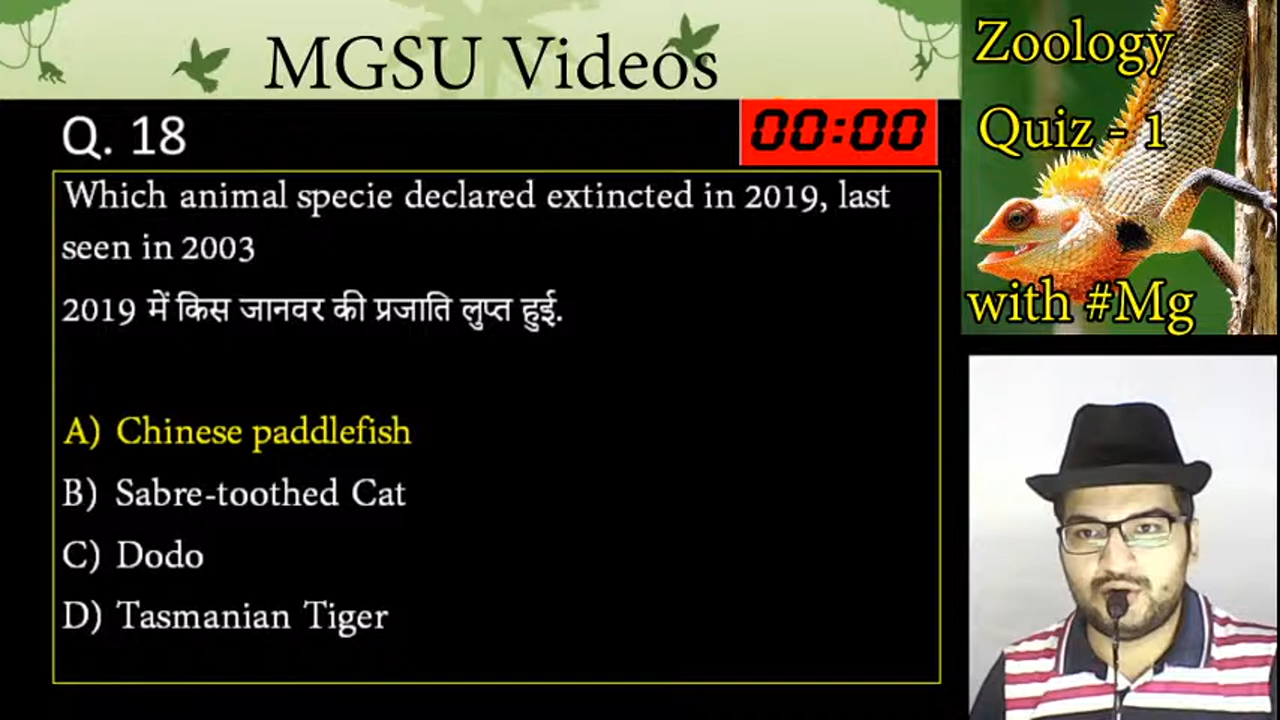 MGSU Videos
Zoology
Quiz - 1
with #Mg
Q. 18
00:00
Which animal specie declared extincted in 2019, last
seen in 2003
2019 में किस जानवर की प्रजाति लुप्त हुई.
A) Chinese paddlefish
B) Sabre-toothed Cat
C) Dodo
D) Tasmanian Tiger